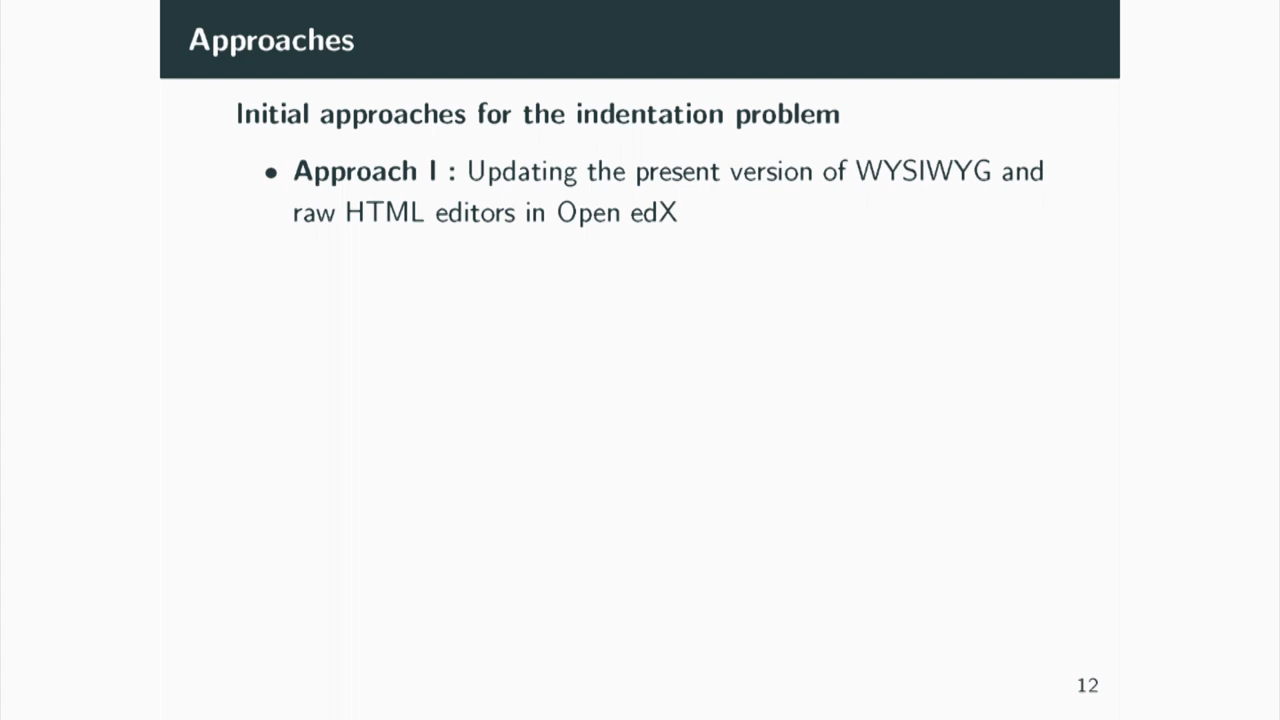 Approaches
Initial approaches for the indentation problem
• Approach I : Updating the present version of WYSIWYG and
raw HTML editors in Open edX
12